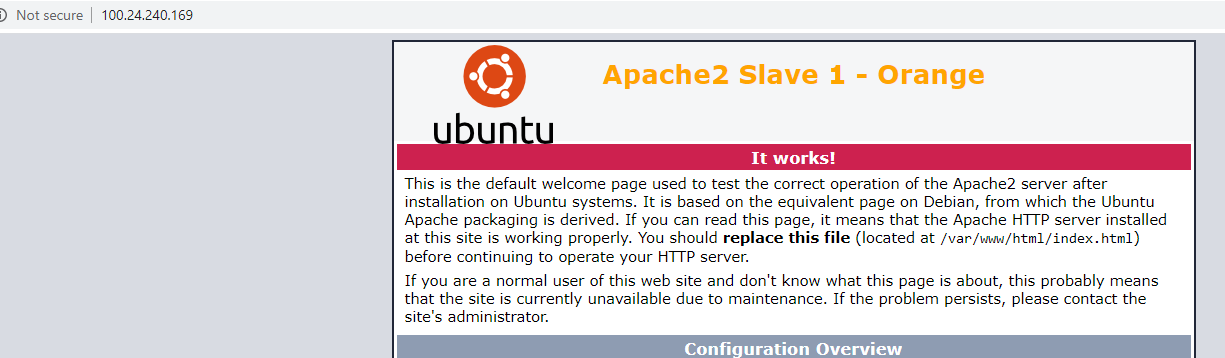 Not secure | 100.24.240.169
Apache2 Slave 1 - Orange
ubuntu
It works!
This is the default welcome page used to test the correct operation of the Apache2 server after
installation on Ubuntu systems. It is based on the equivalent page on Debian, from which the Ubuntu
Apache packaging is derived. If you can read this page, it means that the Apache HTTP server installed
at this site is working properly. You should replace this file (located at /var/www/html/index.html)
before continuing to operate your HTTP server.
If you are a normal user of this web site and don't know what this page is about, this probably means
that the site is currently unavailable due to maintenance. If the problem persists, please contact the
site's administrator.
Configuration Overview